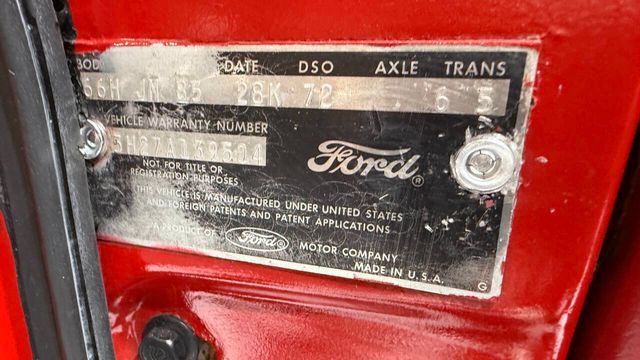 BODY DATE DSO AXLE TRANS
66H 85 28K 72 6 5
VEHICLE WARRANTY NUMBER
Ford®
NOT FOR TITLE OR
REGISTRATION PURPOSES
THIS VEHICLE IS MANUFACTURED UNDER UNITED STATES
AND FOREIGN PATENTS AND PATENT APPLICATIONS
A PRODUCT OF Ford MOTOR COMPANY
MADE IN U.S.A.
G